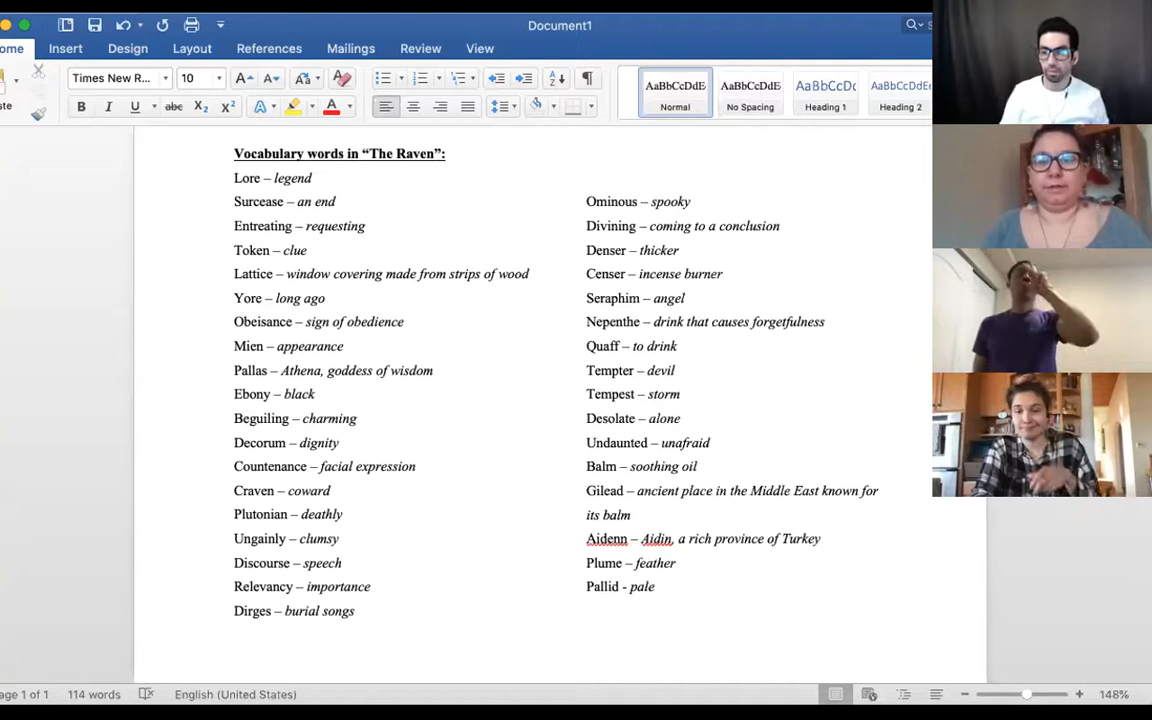 Document1
ome
Insert
Design
Layout
References
Mailings
Review
View
ste
Times New R...
10
AaBbCcDdE
Normal
AaBbCcDdE
No Spacing
AaBbCcDc
Heading 1
AaBbCcDdE
Heading 2
Vocabulary words in “The Raven”:
Lore – legend
Surcease – an end
Entreating – requesting
Token – clue
Lattice – window covering made from strips of wood
Yore – long ago
Obeisance – sign of obedience
Mien – appearance
Pallas – Athena, goddess of wisdom
Ebony – black
Beguiling – charming
Decorum – dignity
Countenance – facial expression
Craven – coward
Plutonian – deathly
Ungainly – clumsy
Discourse – speech
Relevancy – importance
Dirges – burial songs
Ominous – spooky
Divining – coming to a conclusion
Denser – thicker
Censer – incense burner
Seraphim – angel
Nepenthe – drink that causes forgetfulness
Quaff – to drink
Tempter – devil
Tempest – storm
Desolate – alone
Undaunted – unafraid
Balm – soothing oil
Gilead – ancient place in the Middle East known for
its balm
Aidenn – Aidin, a rich province of Turkey
Plume – feather
Pallid - pale
age 1 of 1
114 words
English (United States)
148%